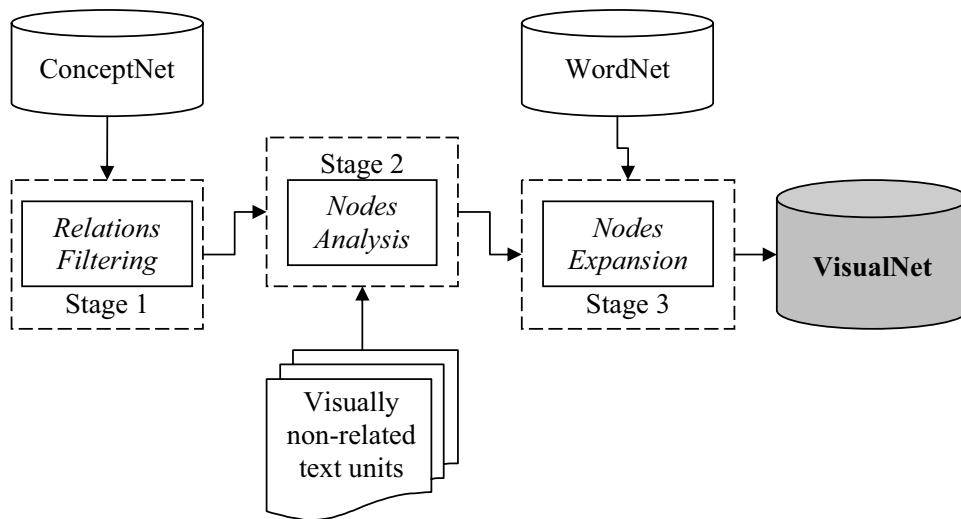 ConceptNet
WordNet
Stage 2
Nodes
Analysis
Relations
Filtering
Stage 1
Nodes
Expansion
Stage 3
VisualNet
Visually
non-related
text units